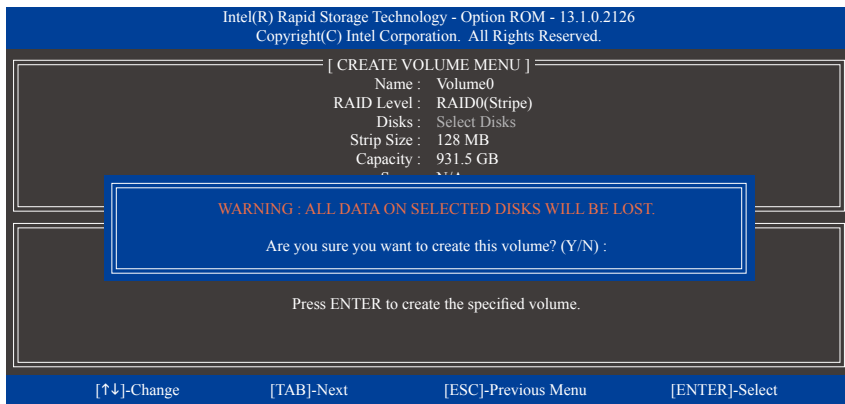 Intel(R) Rapid Storage Technology - Option ROM - 13.1.0.2126
Copyright(C) Intel Corporation. All Rights Reserved.
[ CREATE VOLUME MENU ]
Name : Volume0
RAID Level : RAID0(Stripe)
Disks : Select Disks
Strip Size : 128 MB
Capacity : 931.5 GB
WARNING : ALL DATA ON SELECTED DISKS WILL BE LOST.
Are you sure you want to create this volume? (Y/N) :
Press ENTER to create the specified volume.
[↑↓]-Change [TAB]-Next [ESC]-Previous Menu [ENTER]-Select